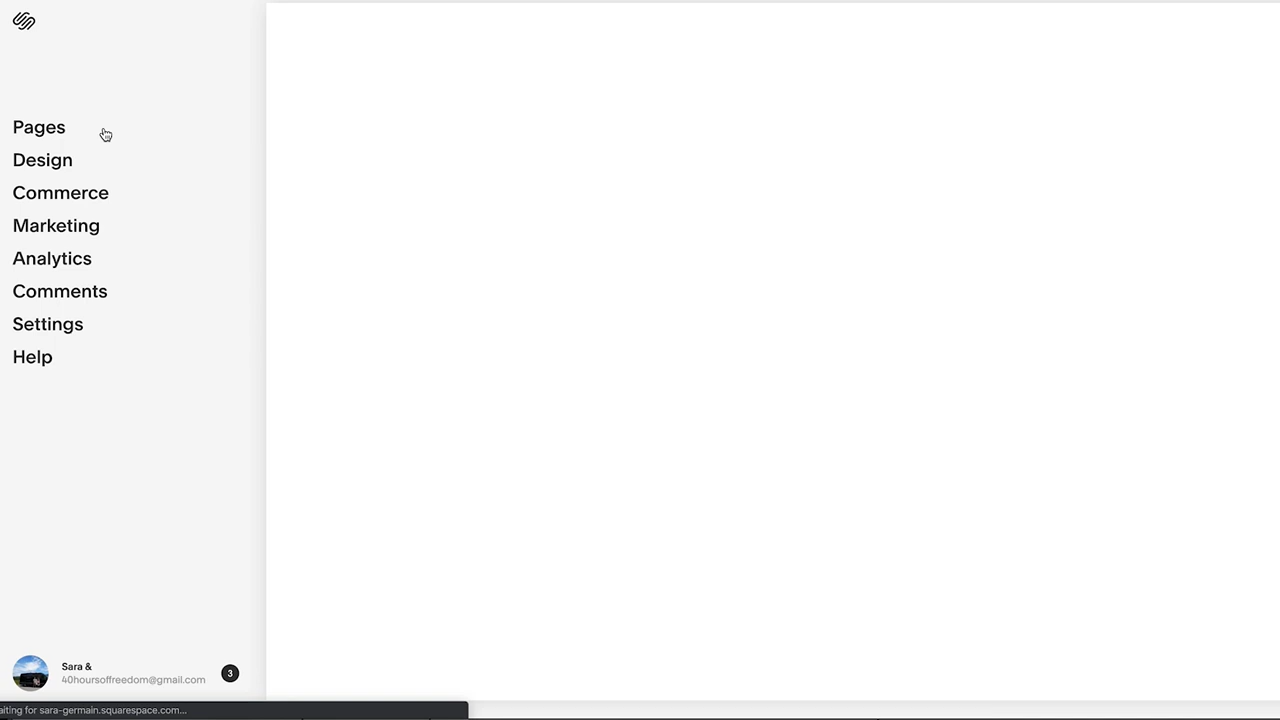 Pages
Design
Commerce
Marketing
Analytics
Comments
Settings
Help
Sara &
40hoursoffreedom@gmail.com
3
aiting for sara-germain.squarespace.com...